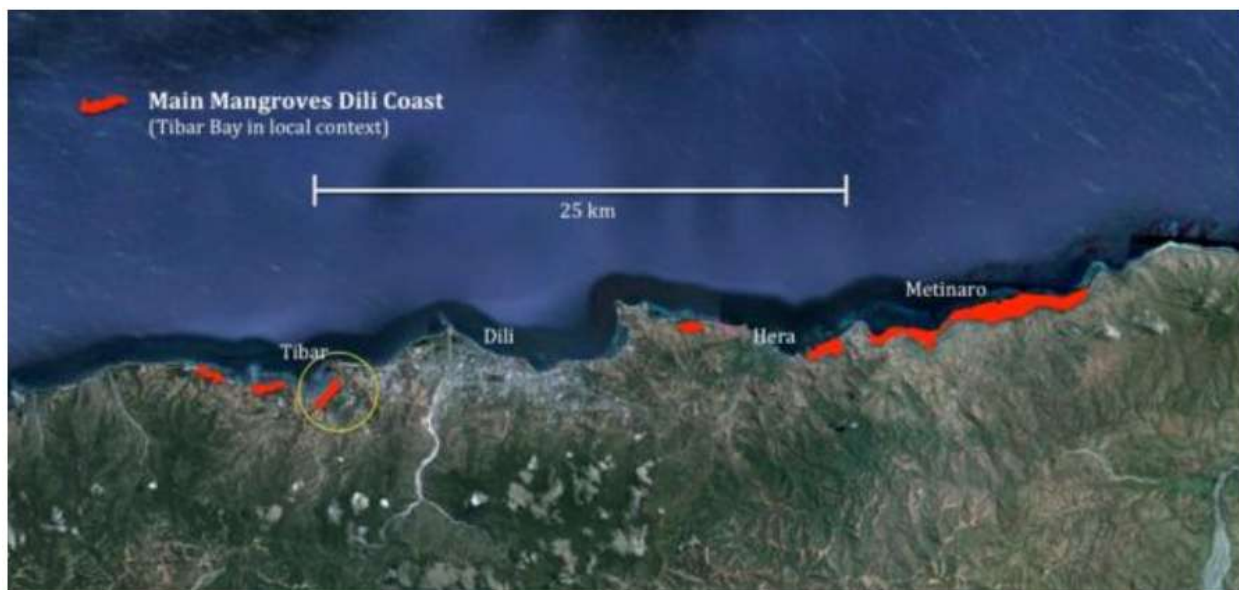 Main Mangroves Dili Coast
(Tibar Bay in local context)
25 km
Metinaro
Tibar
Dili
Hera